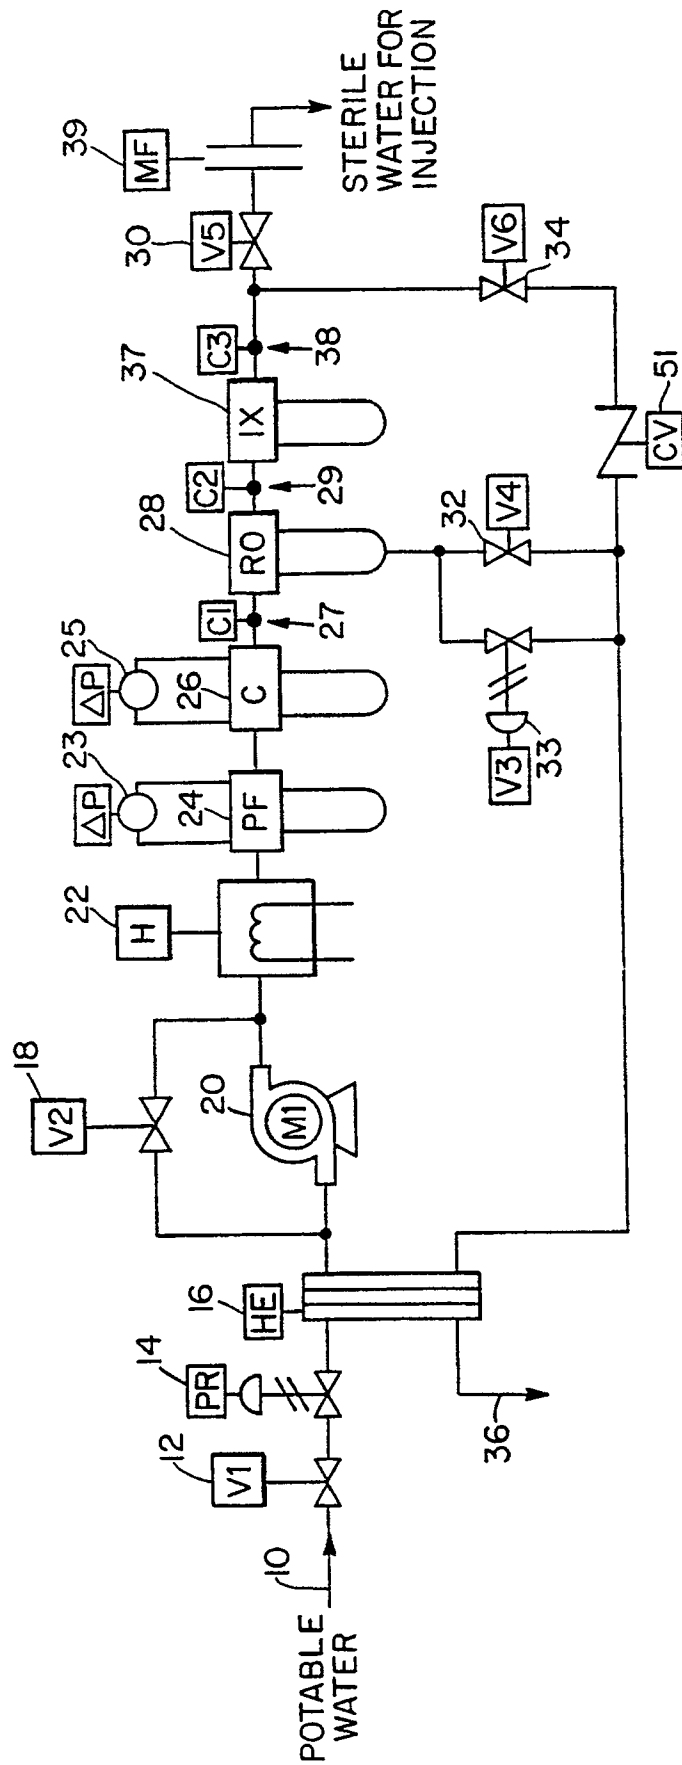 POTABLE
WATER
10
12
V1
14
PR
16
HE
36
18
V2
20
M1
22
H
23
ΔP
24
PF
25
ΔP
26
C
C1
27
28
RO
C2
29
37
IX
C3
38
30
V5
39
MF
STERILE
WATER FOR
INJECTION
V3
33
32
V4
V6
34
51
CV